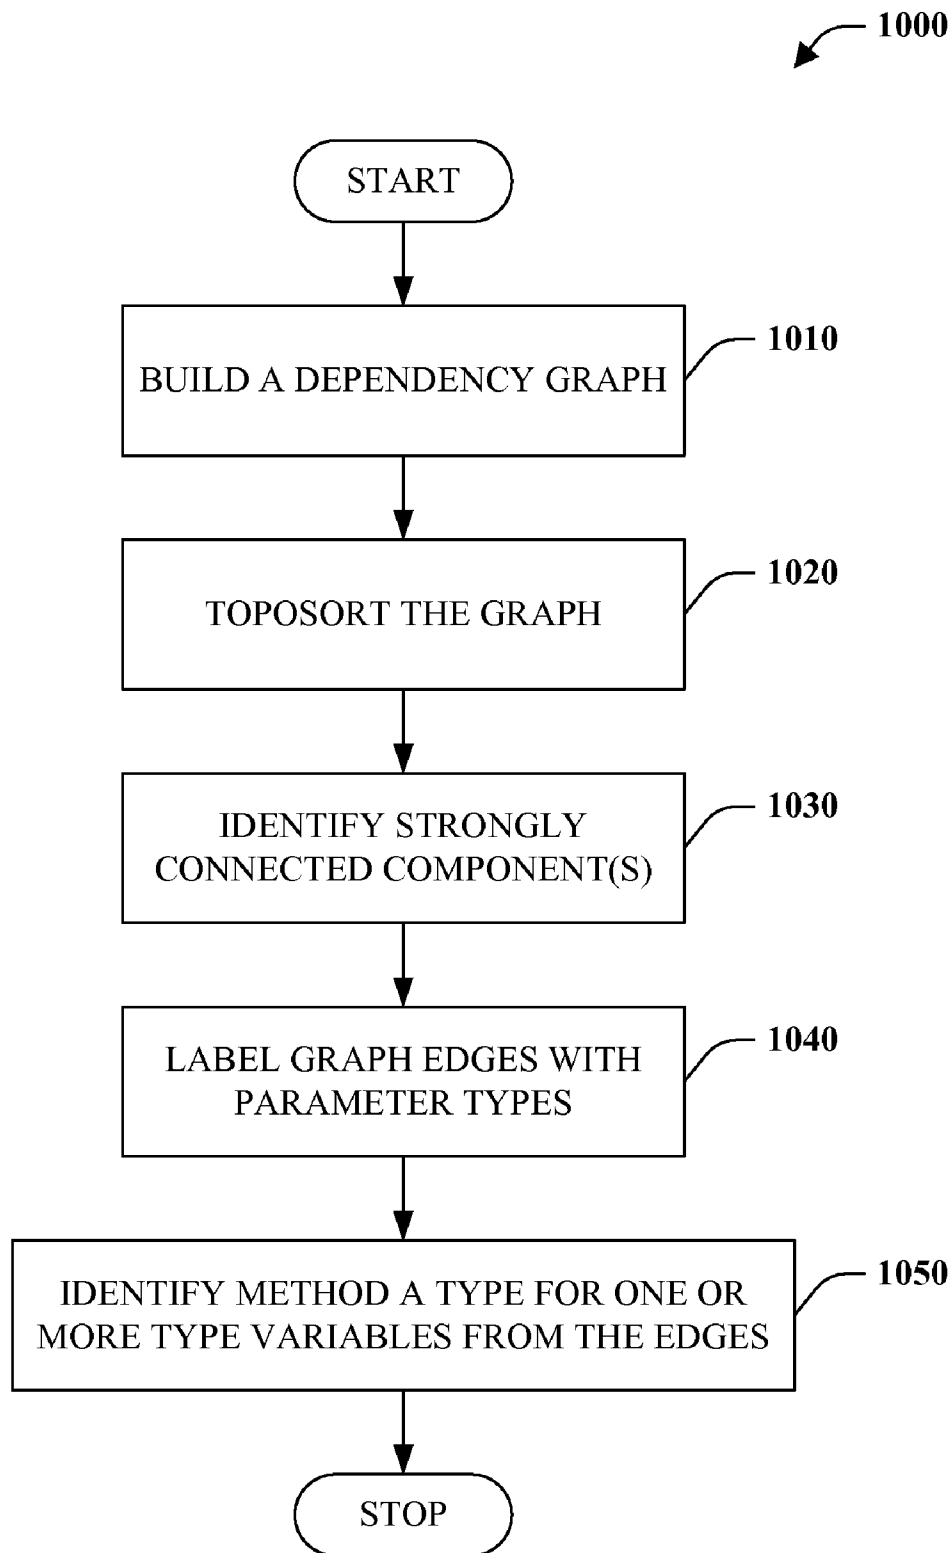 1000
START
1010
BUILD A DEPENDENCY GRAPH
1020
TOPOSORT THE GRAPH
1030
IDENTIFY STRONGLY
CONNECTED COMPONENT(S)
1040
LABEL GRAPH EDGES WITH
PARAMETER TYPES
1050
IDENTIFY METHOD A TYPE FOR ONE OR
MORE TYPE VARIABLES FROM THE EDGES
STOP